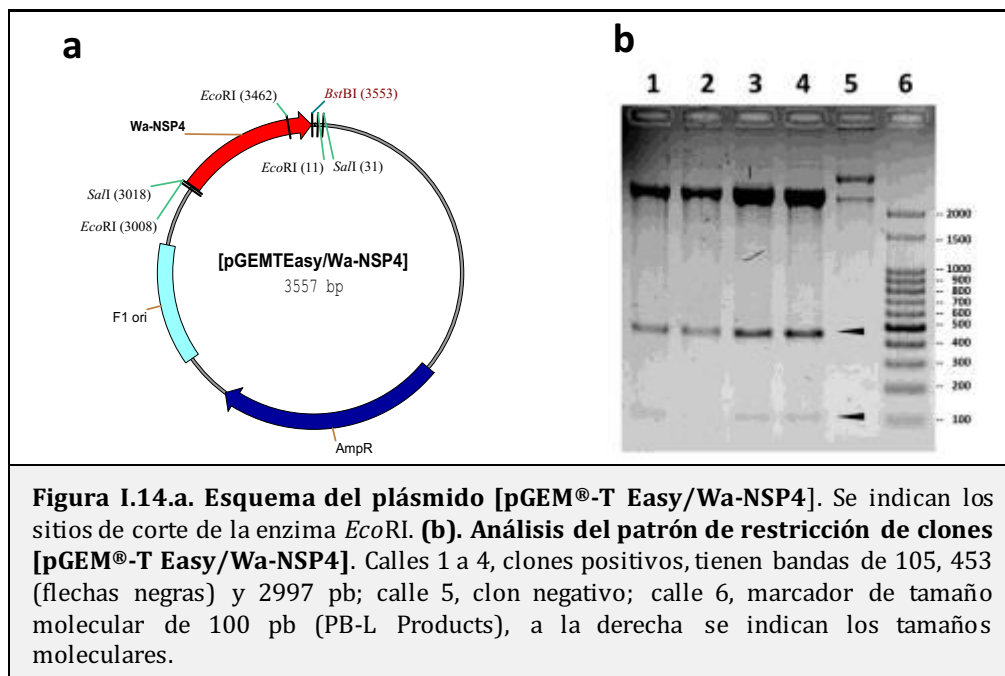 a
EcoRI (3462)
BstBI (3553)
Wa-NSP4
EcoRI (11)
SalI (31)
SalI (3018)
EcoRI (3008)
[pGEMTEasy/Wa-NSP4]
3557 bp
F1 ori
AmpR
b
1 2 3 4 5 6
2000
1500
1000
900
800
700
600
500
400
300
200
100
Figura I.14.a. Esquema del plásmido [pGEM®-T Easy/Wa-NSP4]. Se indican los
sitios de corte de la enzima EcoRI. (b). Análisis del patrón de restricción de clones
[pGEM®-T Easy/Wa-NSP4]. Calles 1 a 4, clones positivos, tienen bandas de 105, 453
(flechas negras) y 2997 pb; calle 5, clon negativo; calle 6, marcador de tamaño
molecular de 100 pb (PB-L Products), a la derecha se indican los tamaños
moleculares.